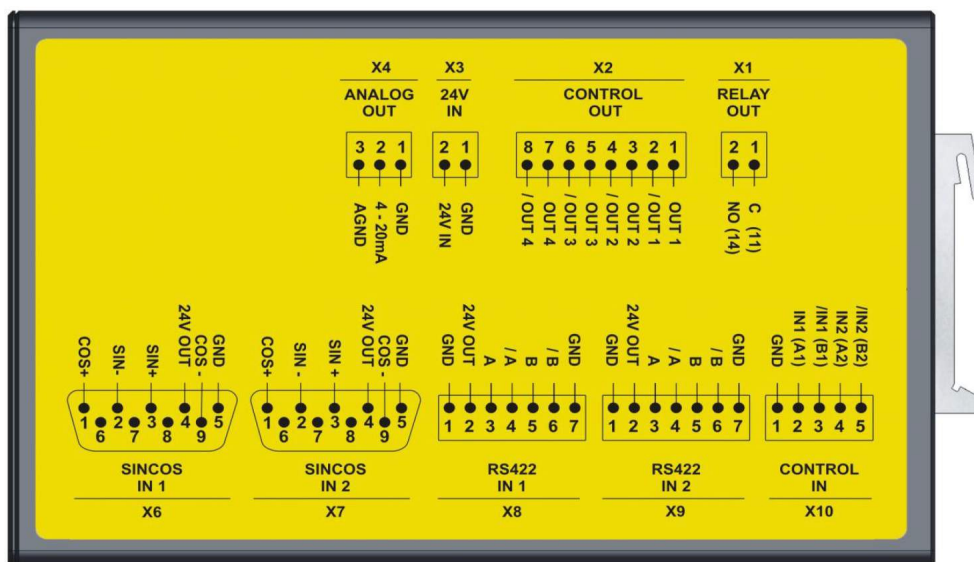 X4
ANALOG
OUT
3 2 1
AGND
4 - 20mA
GND
X3
24V
IN
2 1
24V IN
GND
X2
CONTROL
OUT
8 7 6 5 4 3 2 1
/OUT 4
OUT 4
/OUT 3
OUT 3
/OUT 2
OUT 2
/OUT 1
OUT 1
X1
RELAY
OUT
2 1
NO (14)
C (11)
COS+
SIN-
SIN+
24V OUT
COS -
GND
1 2 3 4 5
6 7 8 9
SINCOS
IN 1
X6
COS+
SIN -
SIN +
24V OUT
COS -
GND
1 2 3 4 5
6 7 8 9
SINCOS
IN 2
X7
GND
24V OUT
A
/ A
B
/ B
GND
1 2 3 4 5 6 7
RS422
IN 1
X8
GND
24V OUT
A
/ A
B
/ B
GND
1 2 3 4 5 6 7
RS422
IN 2
X9
GND
IN1 (A1)
/IN1 (B1)
IN2 (A2)
/IN2 (B2)
1 2 3 4 5
CONTROL
IN
X10